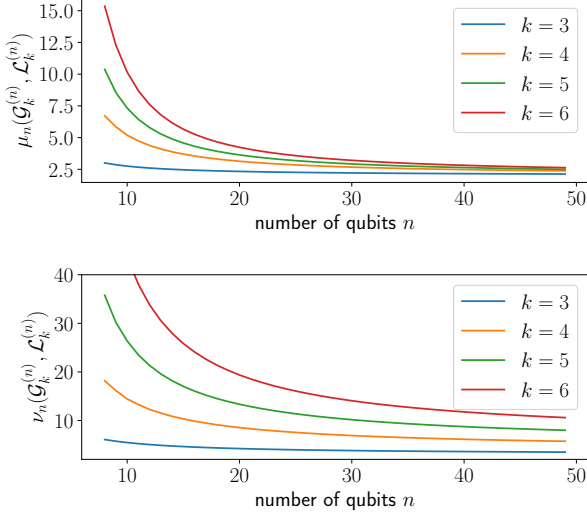 15.0
12.5
10.0
7.5
5.0
2.5
μ_n(𝒢_k^{(n)}, ℒ_k^{(n)})
k = 3
k = 4
k = 5
k = 6
10 20 30 40 50
number of qubits n
40
30
20
10
ν_n(𝒢_k^{(n)}, ℒ_k^{(n)})
k = 3
k = 4
k = 5
k = 6
10 20 30 40 50
number of qubits n